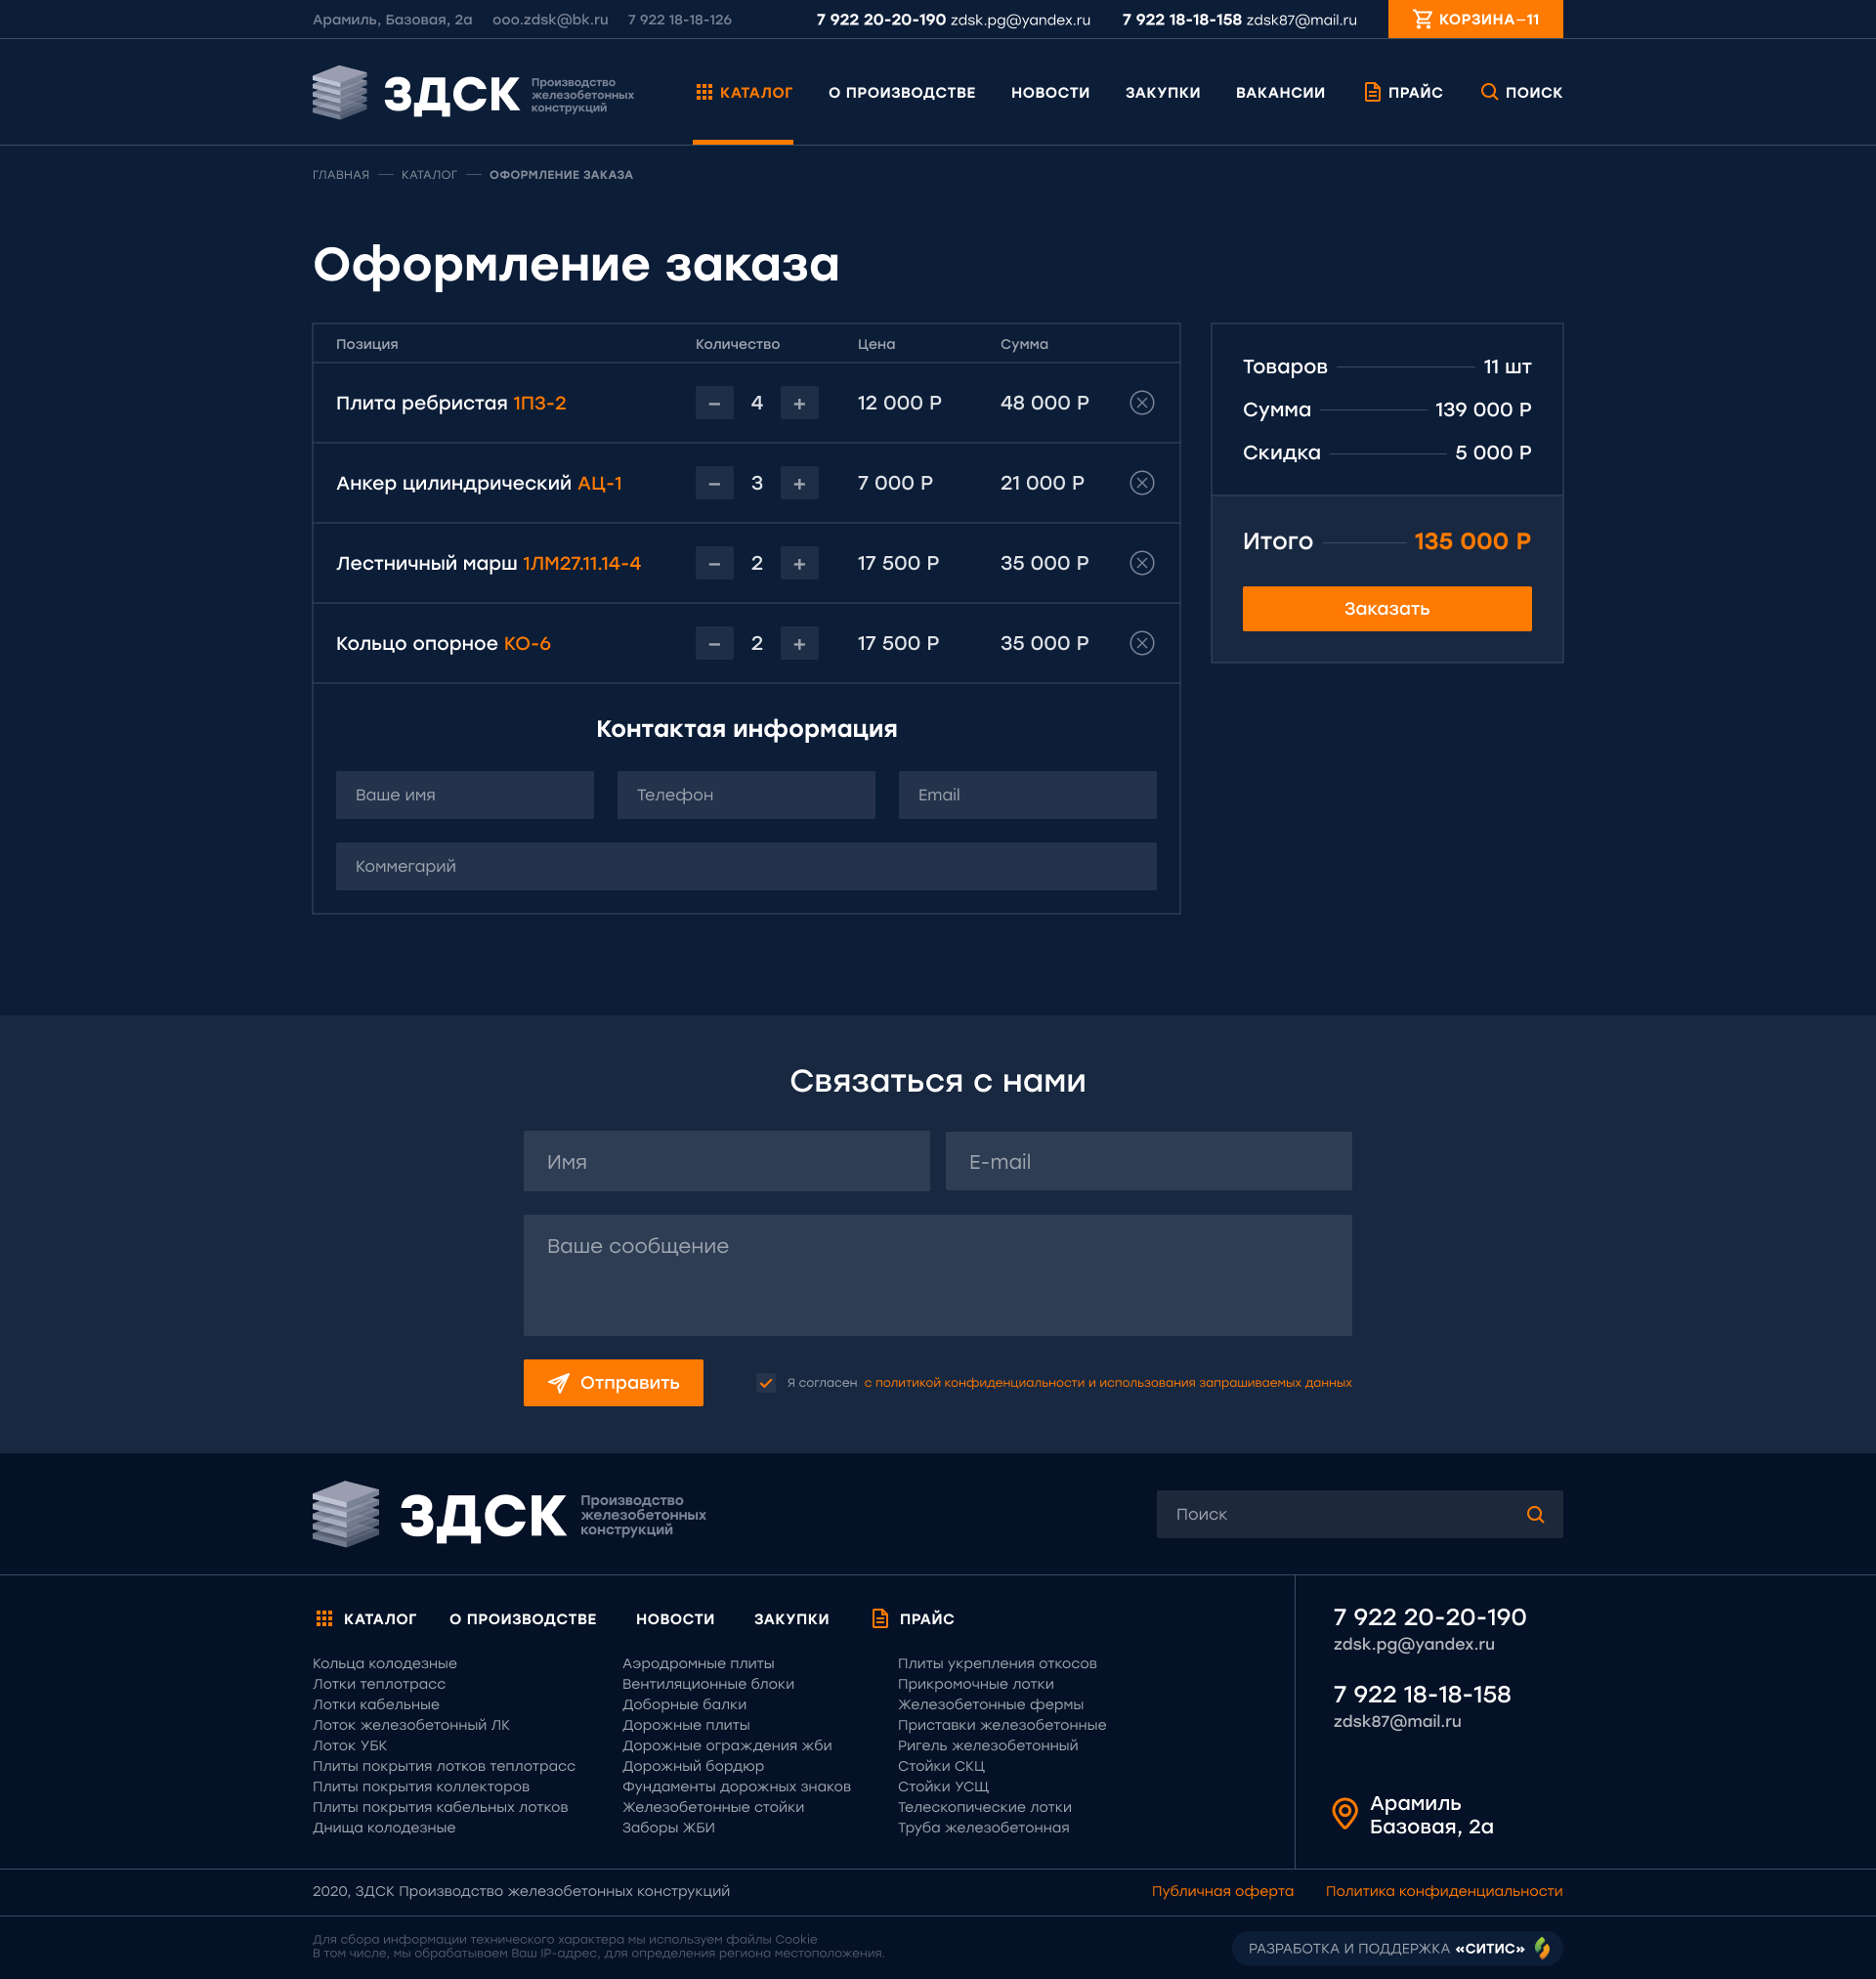 Арамиль, Базовая, 2а ooo.zdsk@bk.ru 7 922 18-18-126 7 922 20-20-190 zdsk.pg@yandex.ru 7 922 18-18-158 zdsk87@mail.ru КОРЗИНА—11
ЗДСК
Производство
железобетонных
конструкций
КАТАЛОГ О ПРОИЗВОДСТВЕ НОВОСТИ ЗАКУПКИ ВАКАНСИИ ПРАЙС ПОИСК
ГЛАВНАЯ — КАТАЛОГ — ОФОРМЛЕНИЕ ЗАКАЗА
Оформление заказа
Позиция Количество Цена Сумма
Плита ребристая 1ПЗ-2 – 4 + 12 000 Р 48 000 Р
Анкер цилиндрический АЦ-1 – 3 + 7 000 Р 21 000 Р
Лестничный марш 1ЛМ27.11.14-4 – 2 + 17 500 Р 35 000 Р
Кольцо опорное КО-6 – 2 + 17 500 Р 35 000 Р
Контактая информация
Ваше имя Телефон Email
Коммегарий
Товаров 11 шт
Сумма 139 000 Р
Скидка 5 000 Р
Итого 135 000 Р
Заказать
Связаться с нами
Имя E-mail
Ваше сообщение
Отправить Я согласен с политикой конфиденциальности и использования запрашиваемых данных
ЗДСК
Производство
железобетонных
конструкций
Поиск
КАТАЛОГ О ПРОИЗВОДСТВЕ НОВОСТИ ЗАКУПКИ ПРАЙС
Кольца колодезные
Лотки теплотрасс
Лотки кабельные
Лоток железобетонный ЛК
Лоток УБК
Плиты покрытия лотков теплотрасс
Плиты покрытия коллекторов
Плиты покрытия кабельных лотков
Днища колодезные
Аэродромные плиты
Вентиляционные блоки
Доборные балки
Дорожные плиты
Дорожные ограждения жби
Дорожный бордюр
Фундаменты дорожных знаков
Железобетонные стойки
Заборы ЖБИ
Плиты укрепления откосов
Прикромочные лотки
Железобетонные фермы
Приставки железобетонные
Ригель железобетонный
Стойки СКЦ
Стойки УСЩ
Телескопические лотки
Труба железобетонная
7 922 20-20-190
zdsk.pg@yandex.ru
7 922 18-18-158
zdsk87@mail.ru
Арамиль
Базовая, 2а
2020, ЗДСК Производство железобетонных конструкций Публичная оферта Политика конфиденциальности
Для сбора информации технического характера мы используем файлы Cookie
В том числе, мы обрабатываем Ваш IP-адрес, для определения региона местоположения.
РАЗРАБОТКА И ПОДДЕРЖКА «СИТИС»